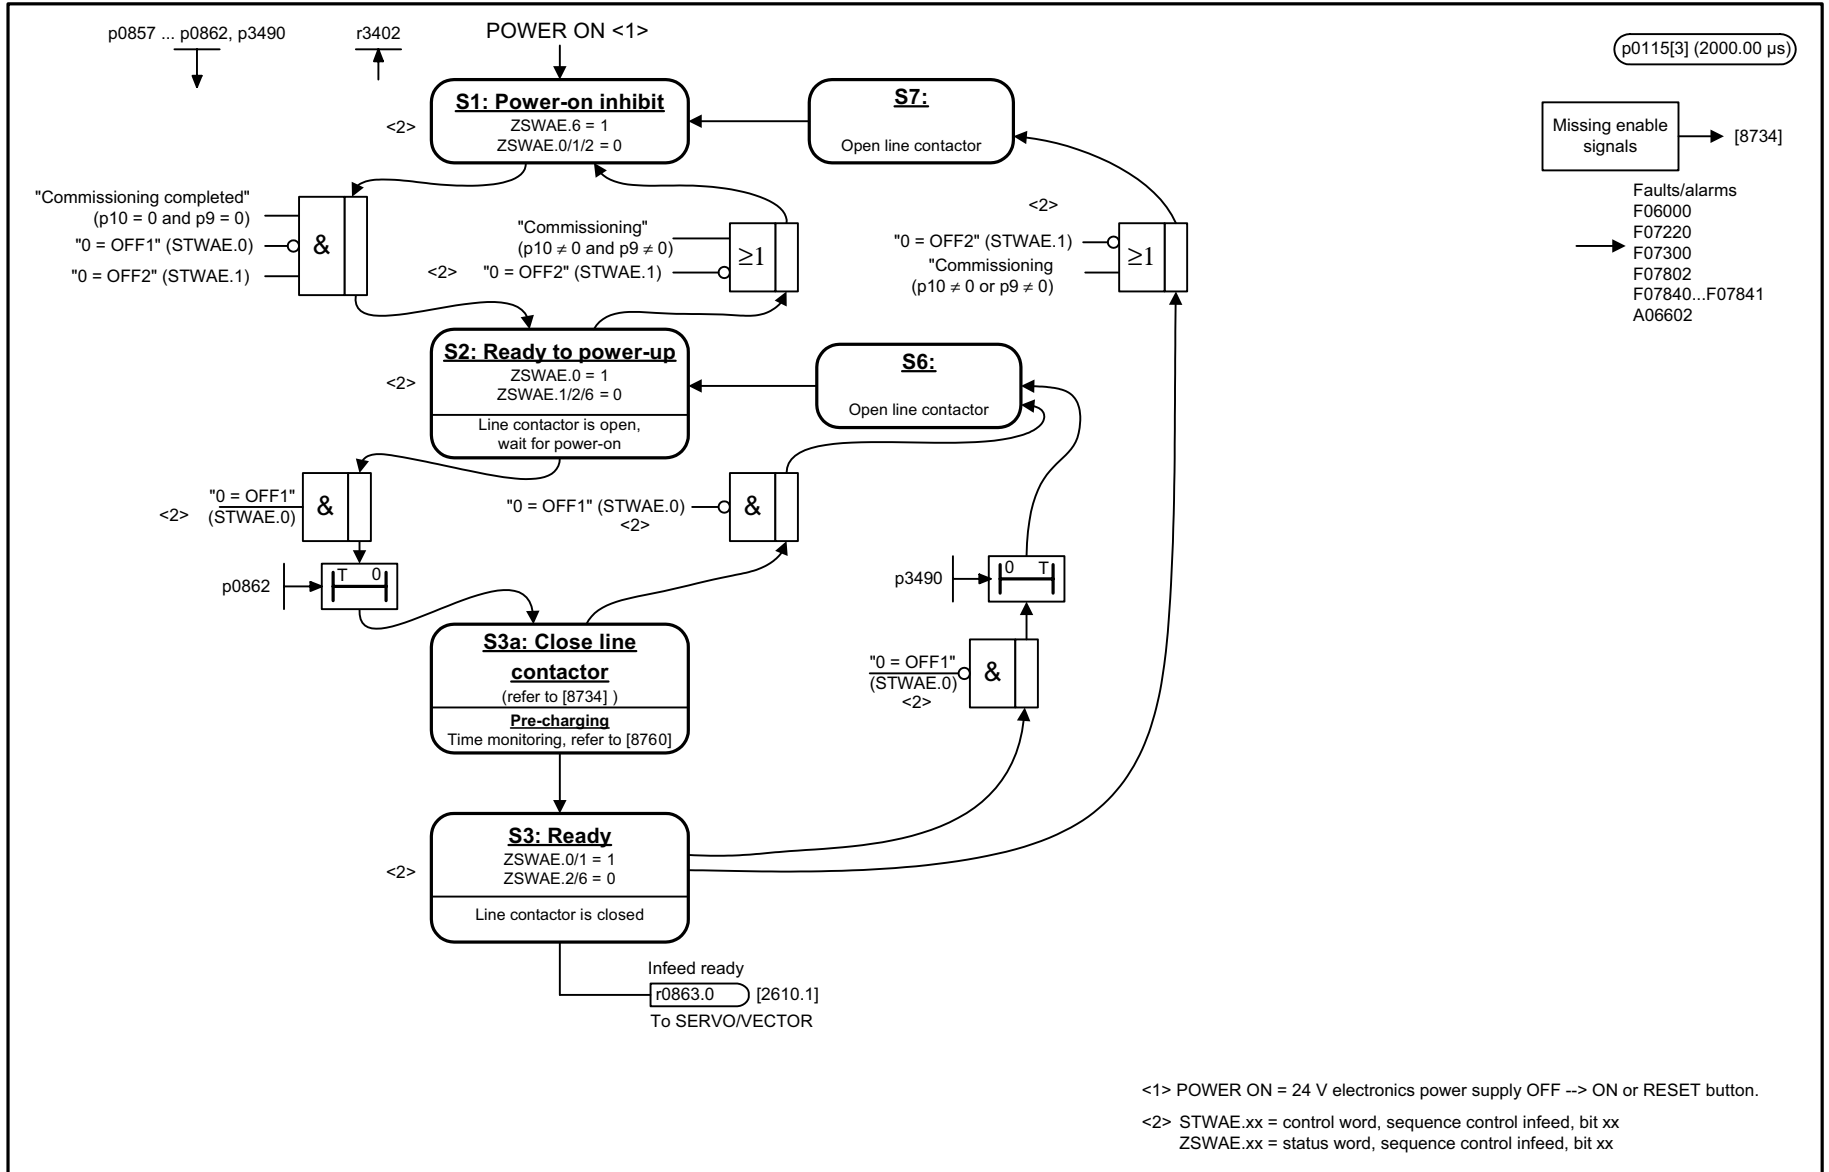 p0857 ... p0862, p3490
r3402
POWER ON <1>
p0115[3] (2000.00 µs)
S1: Power-on inhibit
ZSWAE.6 = 1
ZSWAE.0/1/2 = 0
<2>
S7:
Open line contactor
Missing enable
signals
[8734]
Faults/alarms
F06000
F07220
F07300
F07802
F07840...F07841
A06602
"Commissioning completed"
(p10 = 0 and p9 = 0)
"0 = OFF1" (STWAE.0)
"0 = OFF2" (STWAE.1)
&
"Commissioning"
(p10 ≠ 0 and p9 ≠ 0)
<2> "0 = OFF2" (STWAE.1)
≥1
<2>
"0 = OFF2" (STWAE.1)
"Commissioning
(p10 ≠ 0 or p9 ≠ 0)
≥1
S2: Ready to power-up
ZSWAE.0 = 1
ZSWAE.1/2/6 = 0
<2>
Line contactor is open,
wait for power-on
S6:
Open line contactor
"0 = OFF1"
(STWAE.0)
<2>
&
"0 = OFF1" (STWAE.0)
<2>
&
p0862
T 0
p3490
0 T
S3a: Close line
contactor
(refer to [8734] )
Pre-charging
Time monitoring, refer to [8760]
"0 = OFF1"
(STWAE.0)
<2>
&
S3: Ready
ZSWAE.0/1 = 1
ZSWAE.2/6 = 0
<2>
Line contactor is closed
Infeed ready
r0863.0 [2610.1]
To SERVO/VECTOR
<1> POWER ON = 24 V electronics power supply OFF --> ON or RESET button.
<2> STWAE.xx = control word, sequence control infeed, bit xx
ZSWAE.xx = status word, sequence control infeed, bit xx